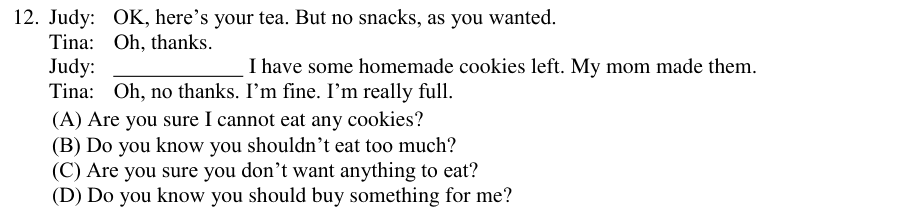 12. Judy: OK, here's your tea. But no snacks, as you wanted.
Tina: Oh, thanks.
Judy: ____________ I have some homemade cookies left. My mom made them.
Tina: Oh, no thanks. I'm fine. I'm really full.
(A) Are you sure I cannot eat any cookies?
(B) Do you know you shouldn't eat too much?
(C) Are you sure you don't want anything to eat?
(D) Do you know you should buy something for me?